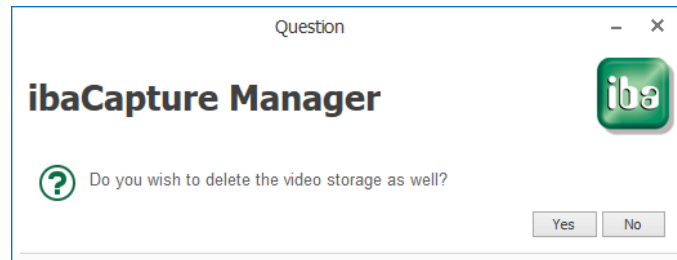 Question
ibaCapture Manager
iba
Do you wish to delete the video storage as well?
Yes No